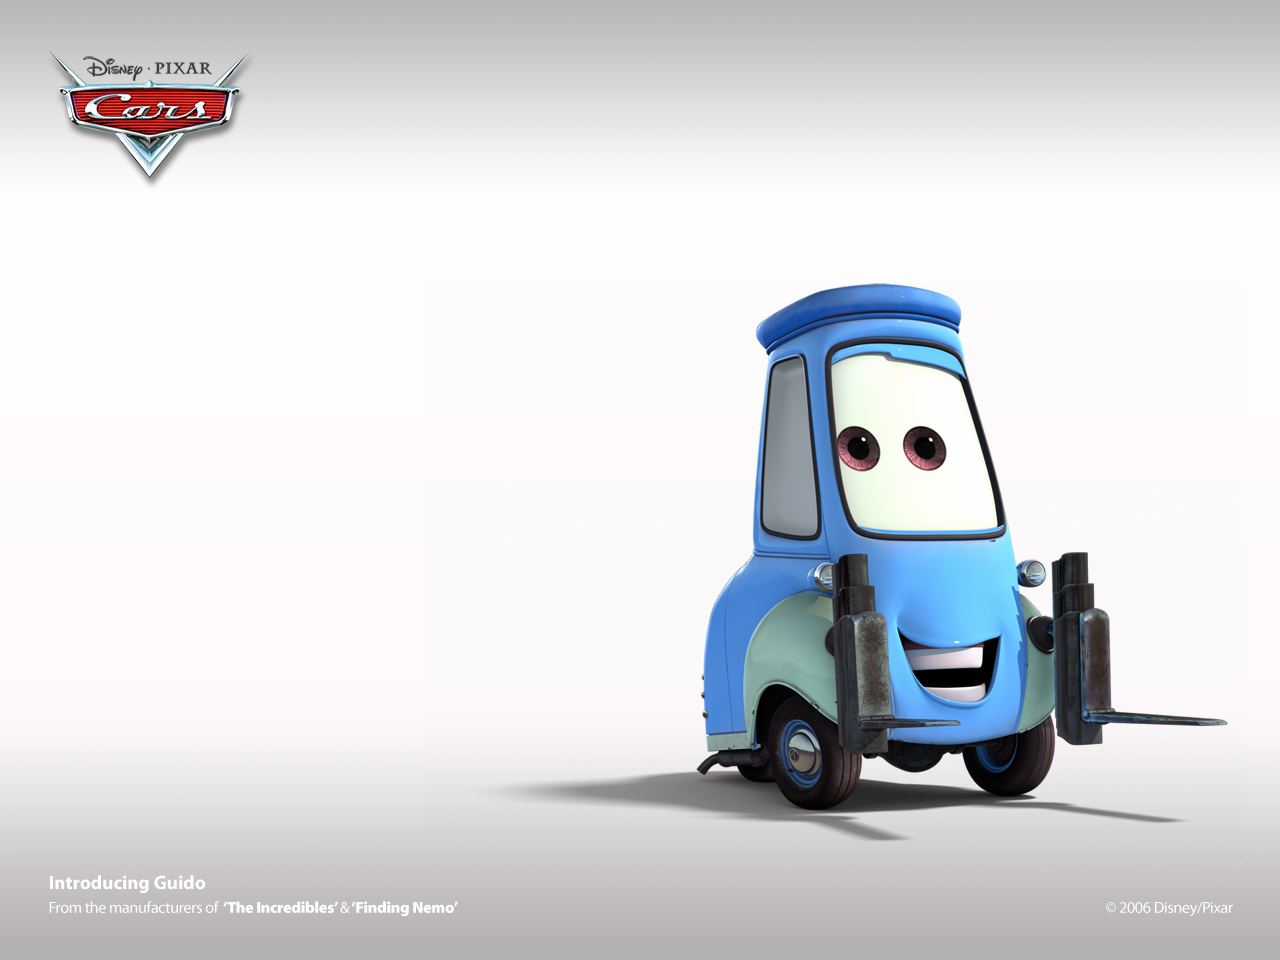 Disney · PIXAR
Cars
Introducing Guido
From the manufacturers of ‘The Incredibles’ & ‘Finding Nemo’
© 2006 Disney/Pixar